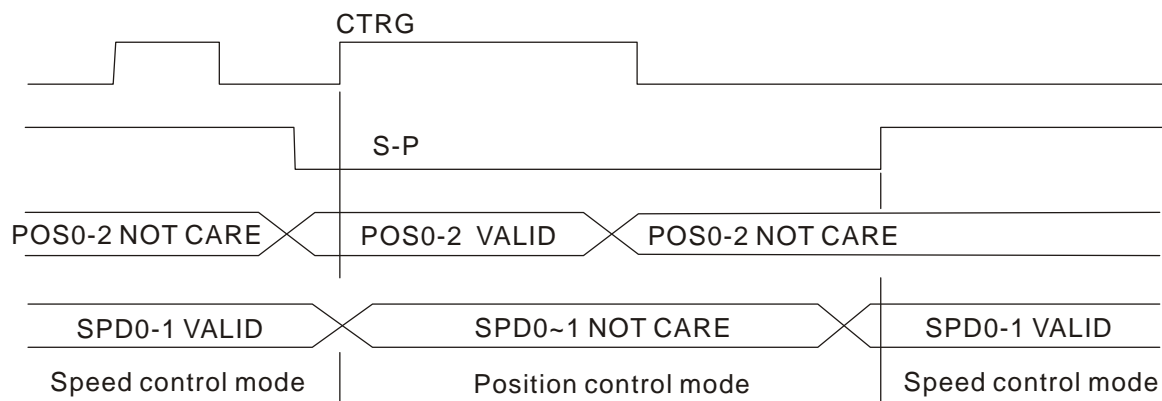 CTRG
S-P
POS0-2 NOT CARE POS0-2 VALID POS0-2 NOT CARE
SPD0-1 VALID SPD0~1 NOT CARE SPD0-1 VALID
Speed control mode Position control mode Speed control mode